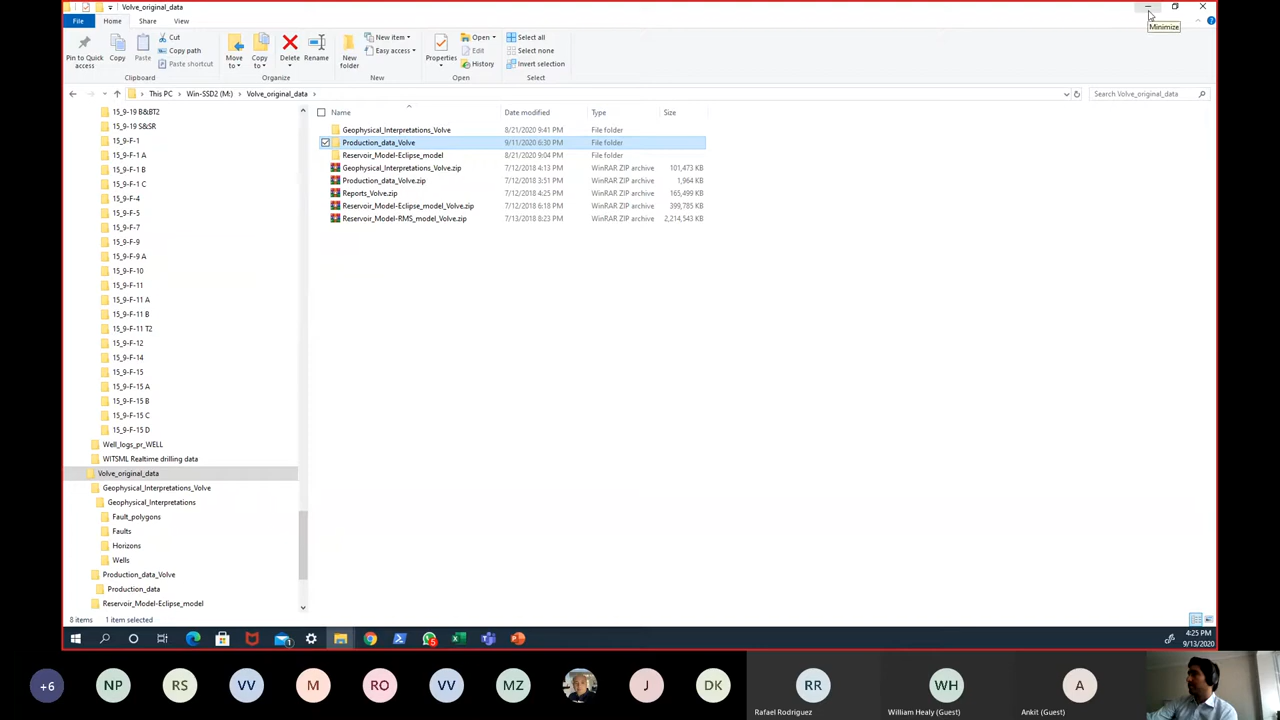 Volve_original_data
File Home Share View
Pin to Quick access
Copy
Paste
Cut
Copy path
Paste shortcut
Move to
Copy to
Delete
Rename
New folder
New item
Easy access
Properties
Open
Edit
History
Select all
Select none
Invert selection
Clipboard Organize New Open Select
Minimize
This PC > Win-SSD2 (M:) > Volve_original_data >
Search Volve_original_data
15_9-19 B&BT2
15_9-19 S&SR
15_9-F-1
15_9-F-1 A
15_9-F-1 B
15_9-F-1 C
15_9-F-4
15_9-F-5
15_9-F-7
15_9-F-9
15_9-F-9 A
15_9-F-10
15_9-F-11
15_9-F-11 A
15_9-F-11 B
15_9-F-11 T2
15_9-F-12
15_9-F-14
15_9-F-15
15_9-F-15 A
15_9-F-15 B
15_9-F-15 C
15_9-F-15 D
Well_logs_pr_WELL
WITSML Realtime drilling data
Volve_original_data
Geophysical_Interpretations_Volve
Geophysical_Interpretations
Fault_polygons
Faults
Horizons
Wells
Production_data_Volve
Production_data
Reservoir_Model-Eclipse_model
Name Date modified Type Size
Geophysical_Interpretations_Volve 8/21/2020 9:41 PM File folder
Production_data_Volve 9/11/2020 6:30 PM File folder
Reservoir_Model-Eclipse_model 8/21/2020 9:04 PM File folder
Geophysical_Interpretations_Volve.zip 7/12/2018 4:13 PM WinRAR ZIP archive 101,473 KB
Production_data_Volve.zip 7/12/2018 3:51 PM WinRAR ZIP archive 1,964 KB
Reports_Volve.zip 7/12/2018 4:25 PM WinRAR ZIP archive 165,499 KB
Reservoir_Model-Eclipse_model_Volve.zip 7/12/2018 6:18 PM WinRAR ZIP archive 399,785 KB
Reservoir_Model-RMS_model_Volve.zip 7/13/2018 8:23 PM WinRAR ZIP archive 2,214,543 KB
8 items 1 item selected
4:25 PM
9/13/2020
+6 NP RS VV M RO VV MZ J DK RR WH A
Rafael Rodriguez William Healy (Guest) Ankit (Guest)